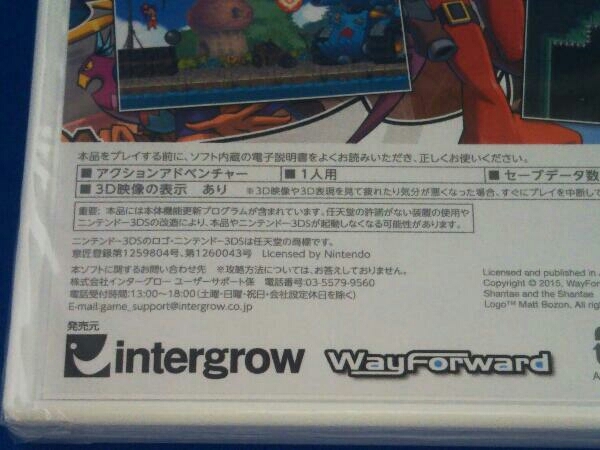 本品をプレイする前に、ソフト内蔵の電子説明書をよくお読みいただき、正しくお使いください。
■アクションアドベンチャー ■1人用 ■セーブデータ数
■3D映像の表示 あり ※3D映像や3D表現を見て疲れたり気分が悪くなった場合、すぐにプレイを中断して
重要：本品には本体機能更新プログラムが含まれています。任天堂の許諾がない装置の使用や
ニンテンドー3DSの改造により、本品やニンテンドー3DSが起動しなくなる可能性があります。
ニンテンドー3DSのロゴ・ニンテンドー3DSは任天堂の商標です。
意匠登録第1259804号、第1260043号 Licensed by Nintendo
本ソフトに関するお問い合わせ先 ※攻略方法については、お答えしておりません。
株式会社インターグロー ユーザーサポート係 電話番号：03-5579-9560
電話受付時間：13:00〜18:00（土曜・日曜・祝日・会社設定休日を除く）
E-mail:game_support@intergrow.co.jp
Licensed and published in
Copyright © 2015, WayFor
Shantae and the Shantae
Logo™ Matt Bozon. All righ
発売元
intergrow
WayForward